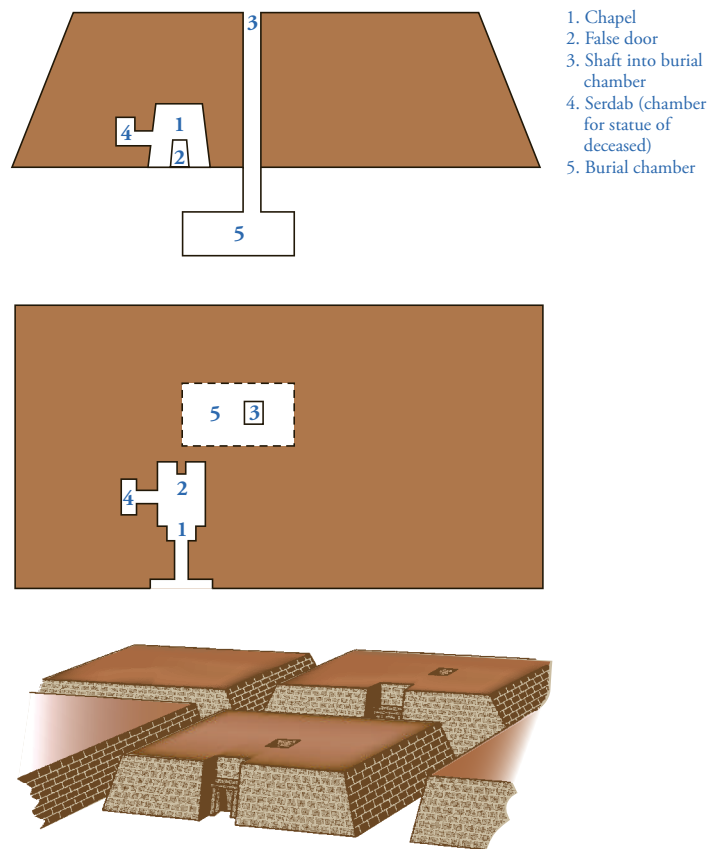 3
1
4
2
5
1. Chapel
2. False door
3. Shaft into burial
chamber
4. Serdab (chamber
for statue of
deceased)
5. Burial chamber
5 3
2
4
1